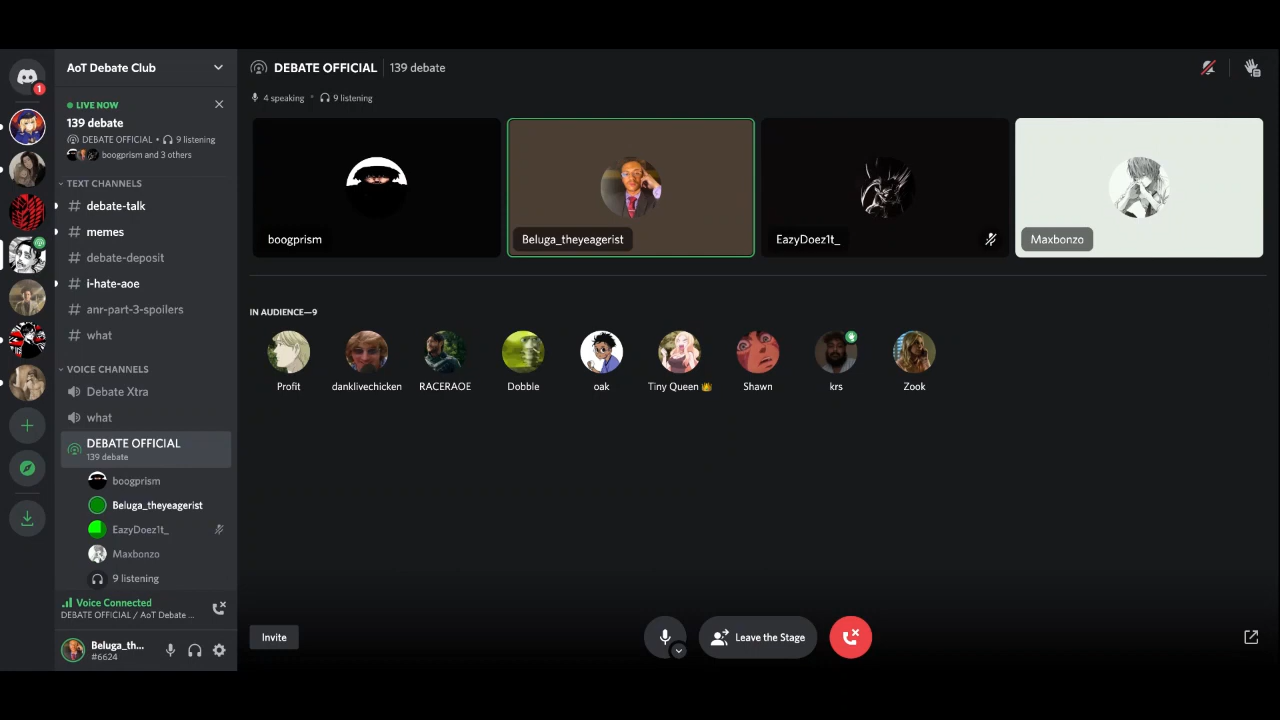 1
AoT Debate Club
LIVE NOW
139 debate
DEBATE OFFICIAL • 9 listening
boogprism and 3 others
TEXT CHANNELS
# debate-talk
# memes
# debate-deposit
# i-hate-aoe
# anr-part-3-spoilers
# what
VOICE CHANNELS
Debate Xtra
what
DEBATE OFFICIAL
139 debate
boogprism
Beluga_theyeagerist
EazyDoez1t_
Maxbonzo
9 listening
Voice Connected
DEBATE OFFICIAL / AoT Debate ...
Beluga_th...
#6624
DEBATE OFFICIAL | 139 debate
4 speaking • 9 listening
boogprism
Beluga_theyeagerist
EazyDoez1t_
Maxbonzo
IN AUDIENCE—9
Profit
danklivechicken
RACERAOE
Dobble
oak
Tiny Queen 👑
Shawn
krs
Zook
Invite
Leave the Stage